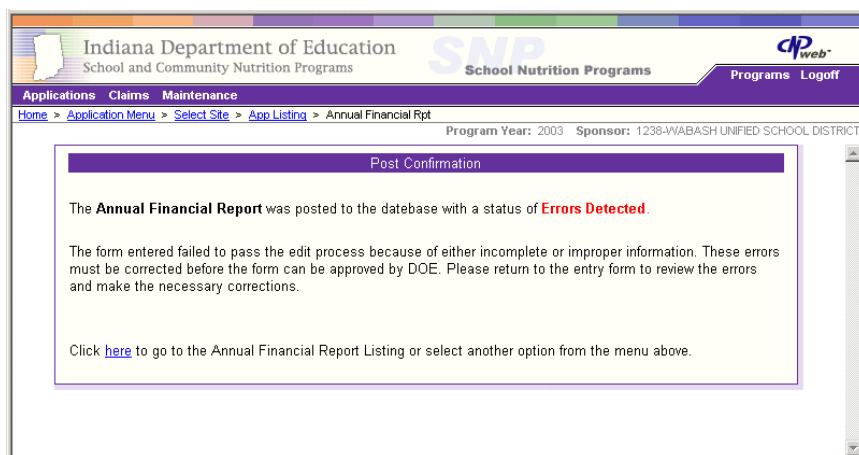 Indiana Department of Education
School and Community Nutrition Programs
SNP
School Nutrition Programs
CNPweb·
Programs Logoff
Applications Claims Maintenance
Home > Application Menu > Select Site > App Listing > Annual Financial Rpt
Program Year: 2003 Sponsor: 1238-WABASH UNIFIED SCHOOL DISTRICT
Post Confirmation
The Annual Financial Report was posted to the datebase with a status of Errors Detected.
The form entered failed to pass the edit process because of either incomplete or improper information. These errors
must be corrected before the form can be approved by DOE. Please return to the entry form to review the errors
and make the necessary corrections.
Click here to go to the Annual Financial Report Listing or select another option from the menu above.